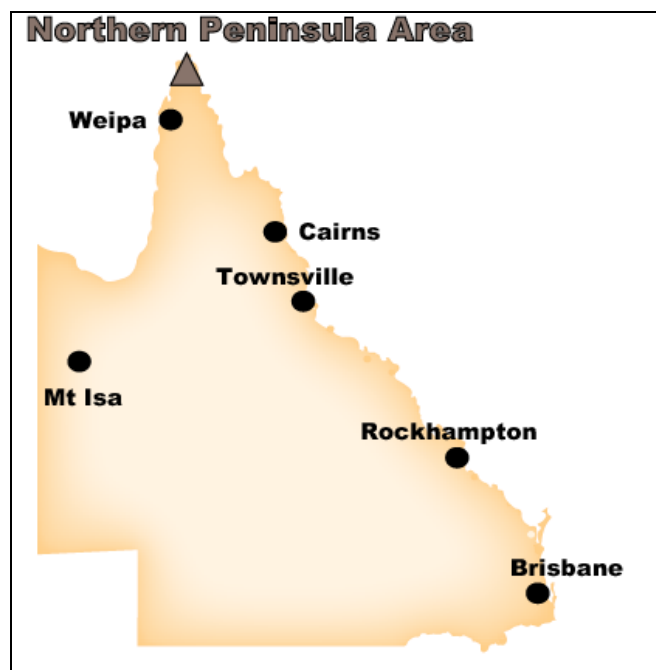 Northern Peninsula Area
Weipa
Cairns
Townsville
Mt Isa
Rockhampton
Brisbane